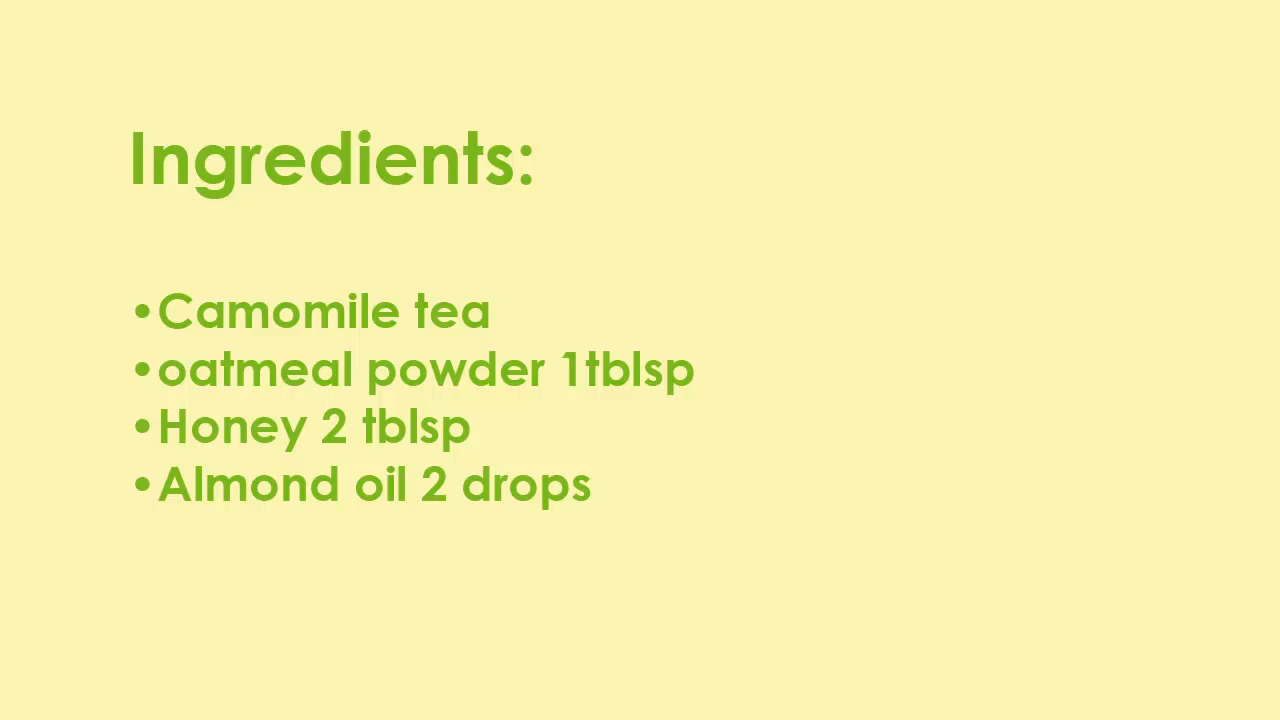 Ingredients:
•Camomile tea
•oatmeal powder 1tblsp
•Honey 2 tblsp
•Almond oil 2 drops